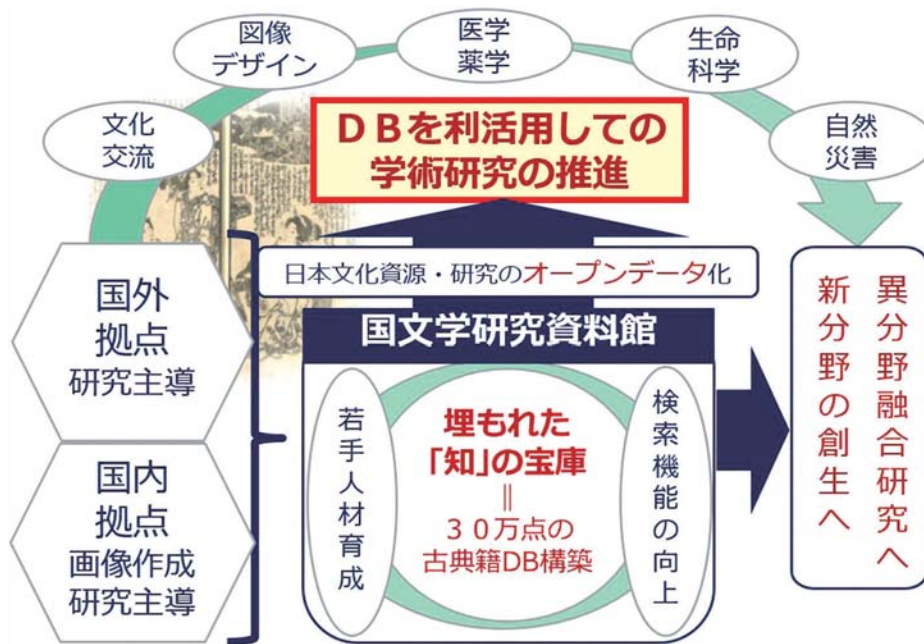 図像
デザイン
医学
薬学
生命
科学
文化
交流
自然
災害
ＤＢを利活用しての
学術研究の推進
日本文化資源・研究のオープンデータ化
国文学研究資料館
国外
拠点
研究主導
国内
拠点
画像作成
研究主導
若手人材育成
埋もれた
「知」の宝庫
＝
３０万点の
古典籍DB構築
検索機能の向上
異分野融合研究へ
新分野の創生へ